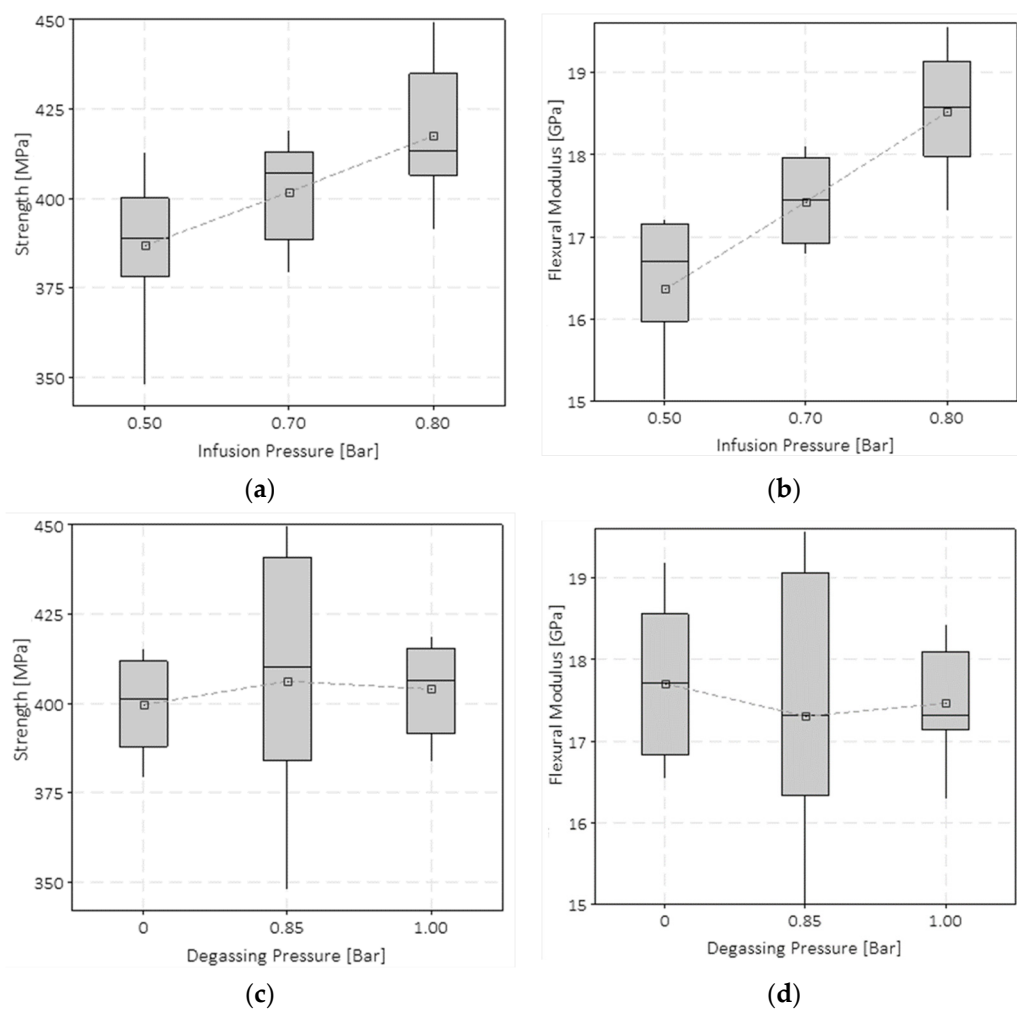 450
425
400
375
350
Strength [MPa]
0.50 0.70 0.80
Infusion Pressure [Bar]
(a)
19
18
17
16
15
Flexural Modulus [GPa]
0.50 0.70 0.80
Infusion Pressure [Bar]
(b)
450
425
400
375
350
Strength [MPa]
0 0.85 1.00
Degassing Pressure [Bar]
(c)
19
18
17
16
15
Flexural Modulus [GPa]
0 0.85 1.00
Degassing Pressure [Bar]
(d)